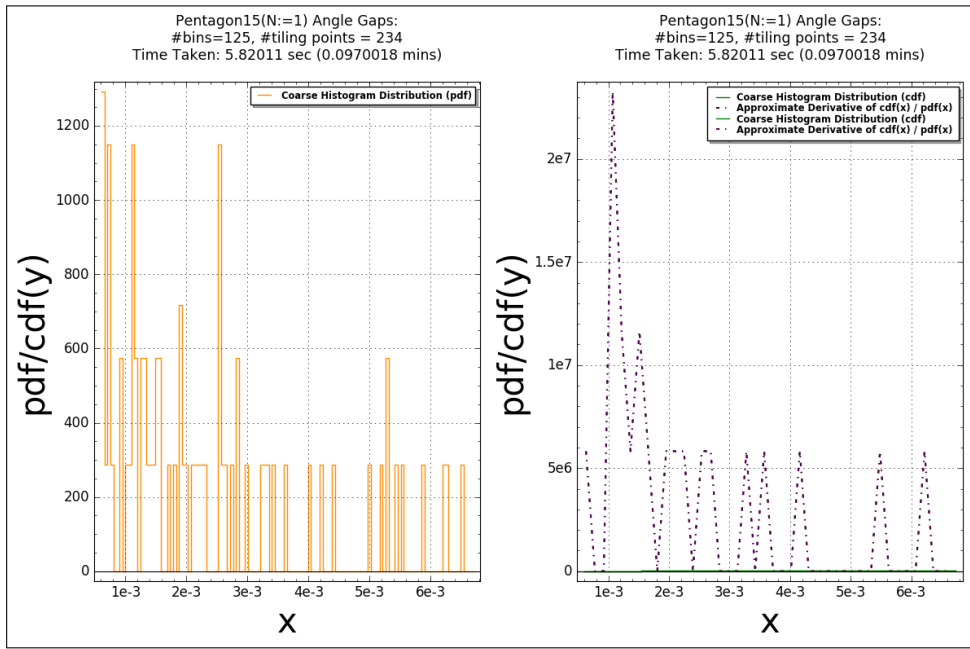 Pentagon15(N:=1) Angle Gaps:
#bins=125, #tiling points = 234
Time Taken: 5.82011 sec (0.0970018 mins)
Coarse Histogram Distribution (pdf)
1200
1000
800
600
400
200
0
1e-3 2e-3 3e-3 4e-3 5e-3 6e-3
x
pdf/cdf(y)
Pentagon15(N:=1) Angle Gaps:
#bins=125, #tiling points = 234
Time Taken: 5.82011 sec (0.0970018 mins)
Coarse Histogram Distribution (cdf)
Approximate Derivative of cdf(x) / pdf(x)
Coarse Histogram Distribution (cdf)
Approximate Derivative of cdf(x) / pdf(x)
2e7
1.5e7
1e7
5e6
0
1e-3 2e-3 3e-3 4e-3 5e-3 6e-3
x
pdf/cdf(y)